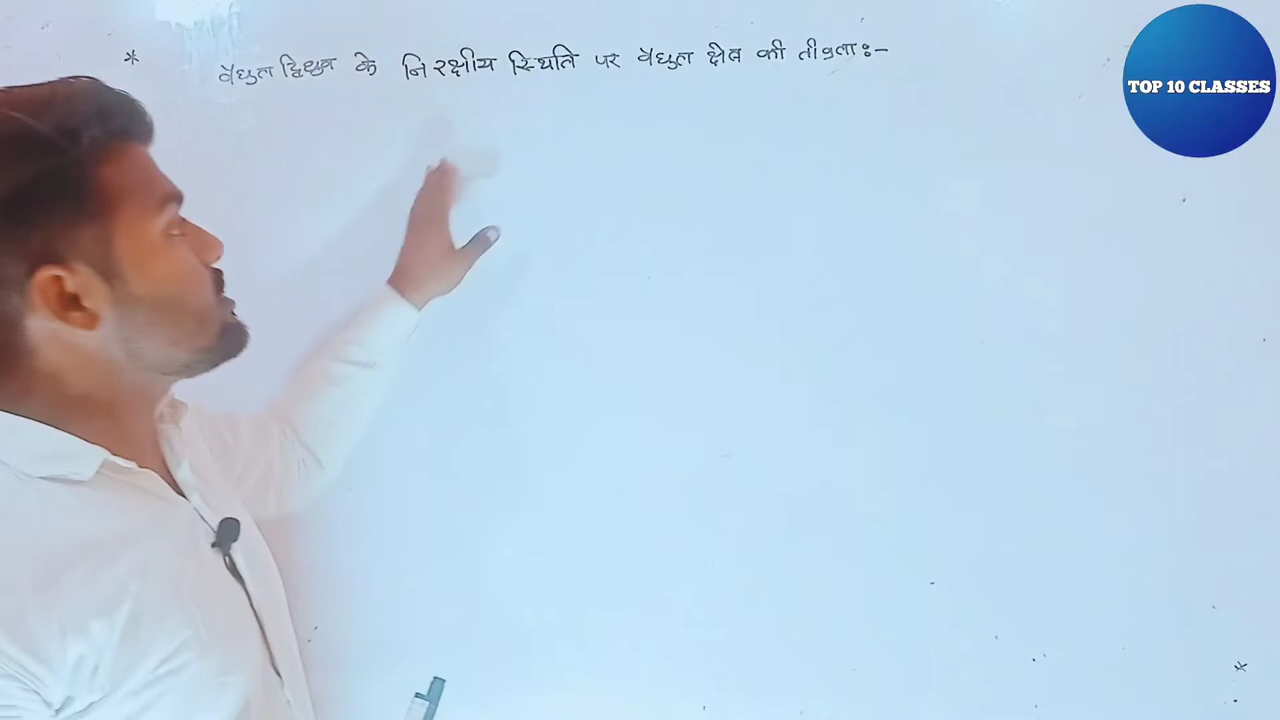 * वैद्युत द्विध्रुव के निरक्षीय स्थिति पर वैद्युत क्षेत्र की तीव्रता :-
TOP 10 CLASSES